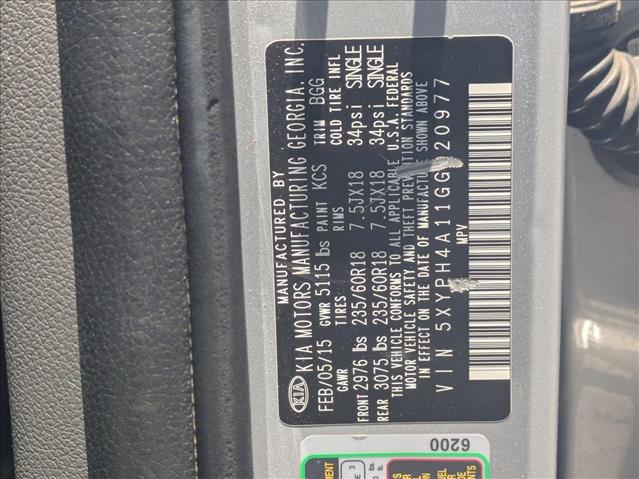 KIA
MANUFACTURED BY
KIA MOTORS MANUFACTURING GEORGIA, INC.
FEB/05/15 GVWR 5115 lbs PAINT KCS TRIM BGG
GAWR TIRES RIMS COLD TIRE INFL
FRONT 2976 lbs 235/60R18 7.5JX18 34psi SINGLE
REAR 3075 lbs 235/60R18 7.5JX18 34psi SINGLE
THIS VEHICLE CONFORMS TO ALL APPLICABLE U.S.A. FEDERAL
MOTOR VEHICLE SAFETY AND THEFT PREVENTION STANDARDS
IN EFFECT ON THE DATE OF MANUFACTURE SHOWN ABOVE
VIN 5XYPH4A11GG020977
MPV
6200